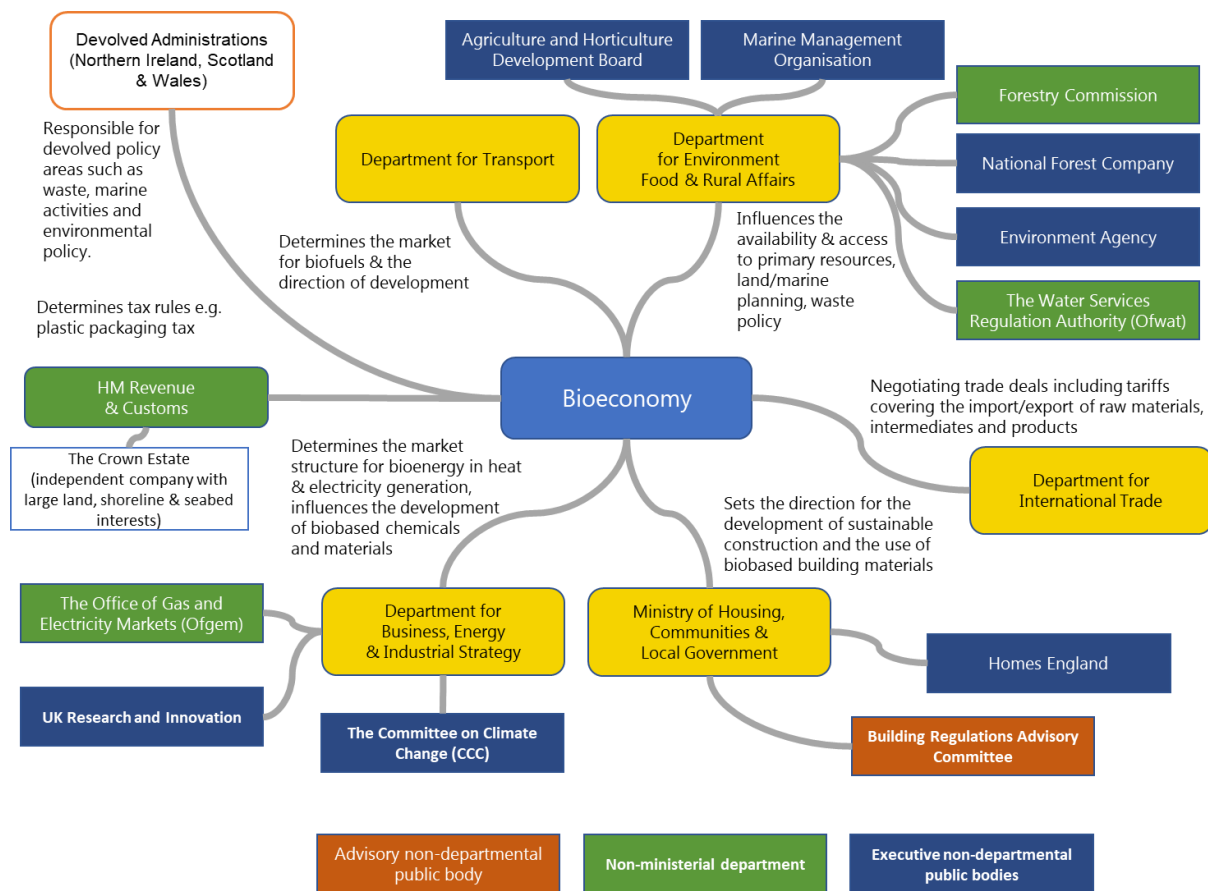 Devolved Administrations
(Northern Ireland, Scotland
& Wales)
Agriculture and Horticulture
Development Board
Marine Management
Organisation
Forestry Commission
National Forest Company
Environment Agency
The Water Services
Regulation Authority (Ofwat)
Department for Transport
Department
for Environment
Food & Rural Affairs
Responsible for
devolved policy
areas such as
waste, marine
activities and
environmental
policy.
Determines the market
for biofuels & the
direction of development
Influences the
availability & access
to primary resources,
land/marine
planning, waste
policy
Determines tax rules e.g.
plastic packaging tax
HM Revenue
& Customs
Bioeconomy
Negotiating trade deals including tariffs
covering the import/export of raw materials,
intermediates and products
The Crown Estate
(independent company with
large land, shoreline & seabed
interests)
Determines the market
structure for bioenergy in heat
& electricity generation,
influences the development
of biobased chemicals
and materials
Department for
International Trade
Sets the direction for the
development of sustainable
construction and the use of
biobased building materials
The Office of Gas and
Electricity Markets (Ofgem)
Department for
Business, Energy
& Industrial Strategy
Ministry of Housing,
Communities &
Local Government
Homes England
UK Research and Innovation
The Committee on Climate
Change (CCC)
Building Regulations Advisory
Committee
Advisory non-departmental
public body
Non-ministerial department
Executive non-departmental
public bodies